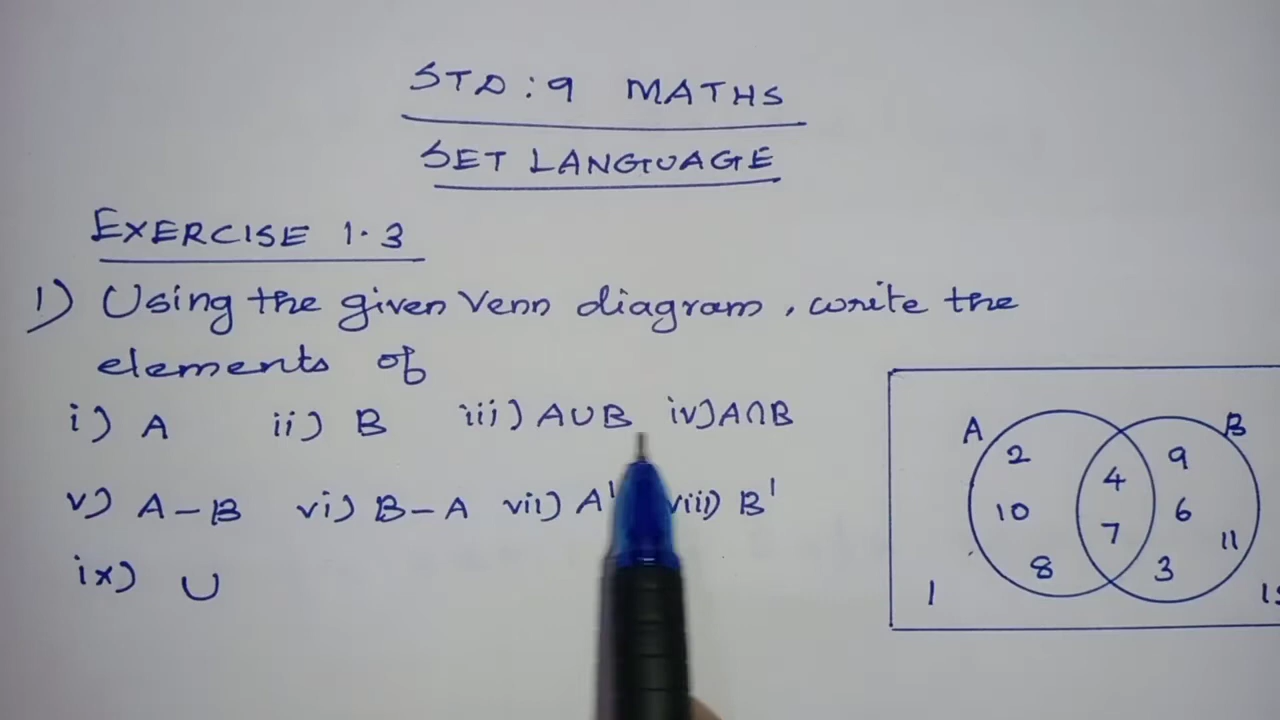 STD : 9 MATHS
SET LANGUAGE
EXERCISE 1.3
1) Using the given Venn diagram, write the
elements of
i) A ii) B iii) A∪B iv) A∩B
v) A-B vi) B-A vii) A' viii) B'
ix) U
A B
2 4 9
10 7 6
8 3 11
1